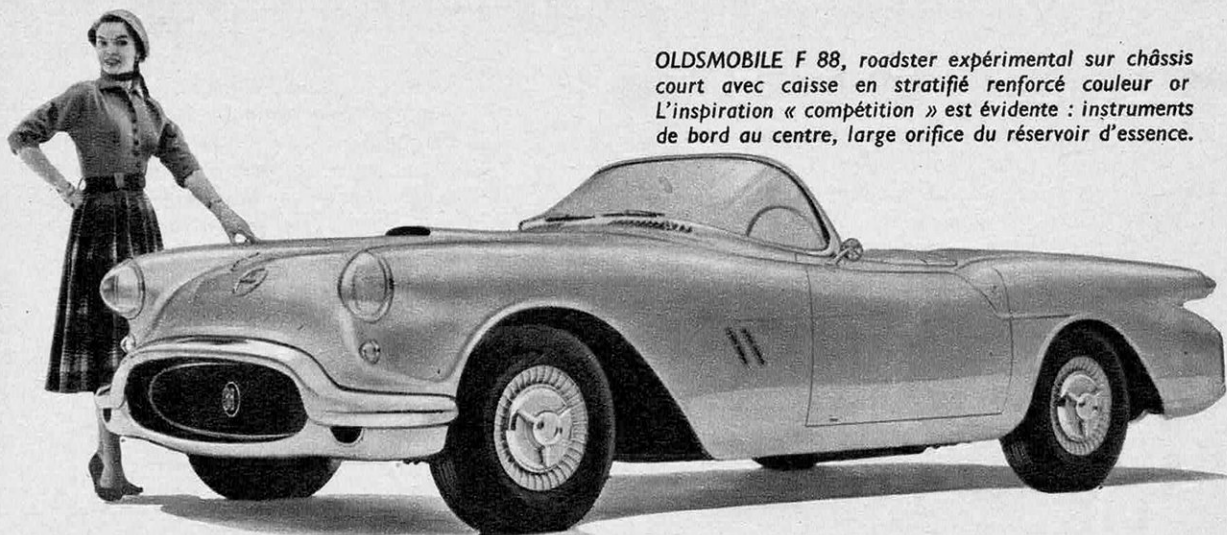 OLDSMOBILE F 88, roadster expérimental sur châssis
court avec caisse en stratifié renforcé couleur or
L'inspiration « compétition » est évidente : instruments
de bord au centre, large orifice du réservoir d'essence.